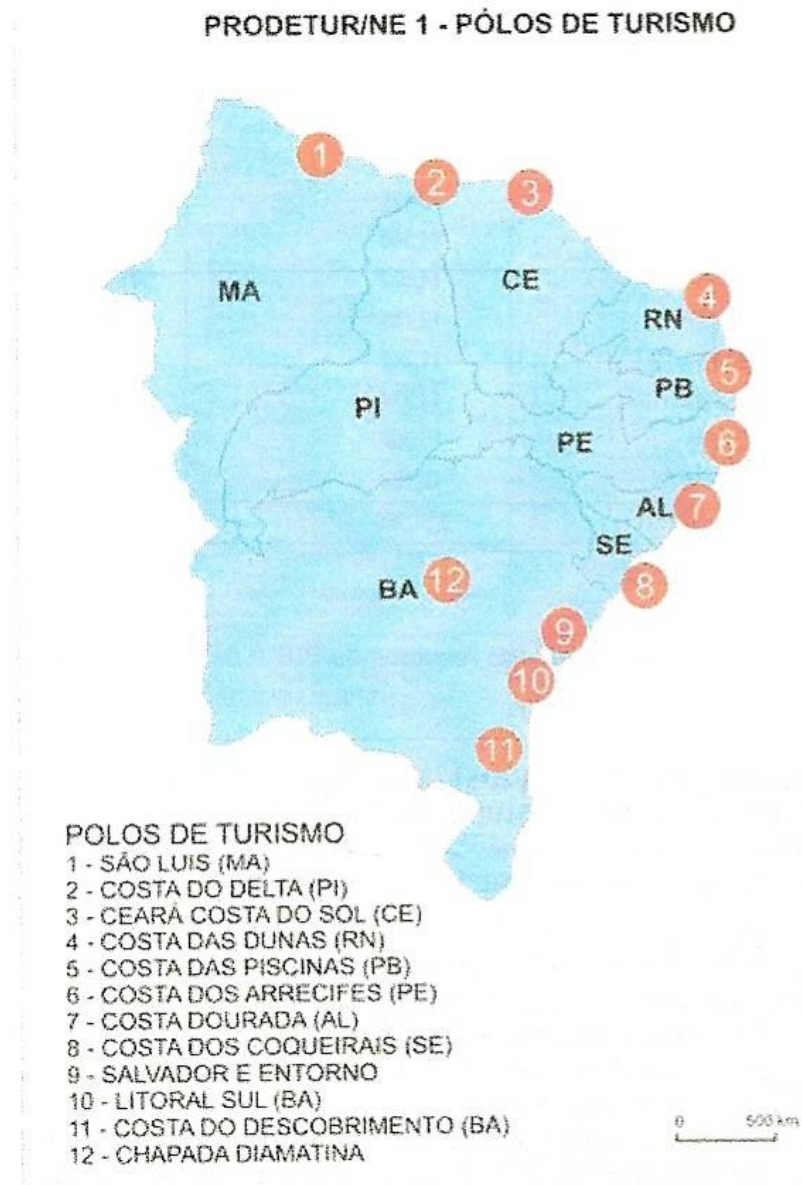 PRODETUR/NE 1 - PÓLOS DE TURISMO
1
2
3
MA
CE
4
RN
5
PB
PI
6
PE
AL
7
SE
BA
12
8
9
10
11
POLOS DE TURISMO
1 - SÃO LUIS (MA)
2 - COSTA DO DELTA (PI)
3 - CEARÁ COSTA DO SOL (CE)
4 - COSTA DAS DUNAS (RN)
5 - COSTA DAS PISCINAS (PB)
6 - COSTA DOS ARRECIFES (PE)
7 - COSTA DOURADA (AL)
8 - COSTA DOS COQUEIRAIS (SE)
9 - SALVADOR E ENTORNO
10 - LITORAL SUL (BA)
11 - COSTA DO DESCOBRIMENTO (BA)
12 - CHAPADA DIAMATINA
0 500 km